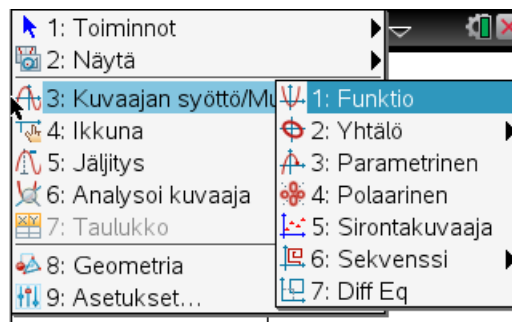 1: Toiminnot
2: Näytä
3: Kuvaajan syöttö/Mu
4: Ikkuna
5: Jäljitys
6: Analysoi kuvaaja
7: Taulukko
8: Geometria
9: Asetukset...
1: Funktio
2: Yhtälö
3: Parametrinen
4: Polaarinen
5: Sirontakuvaaja
6: Sekvenssi
7: Diff Eq